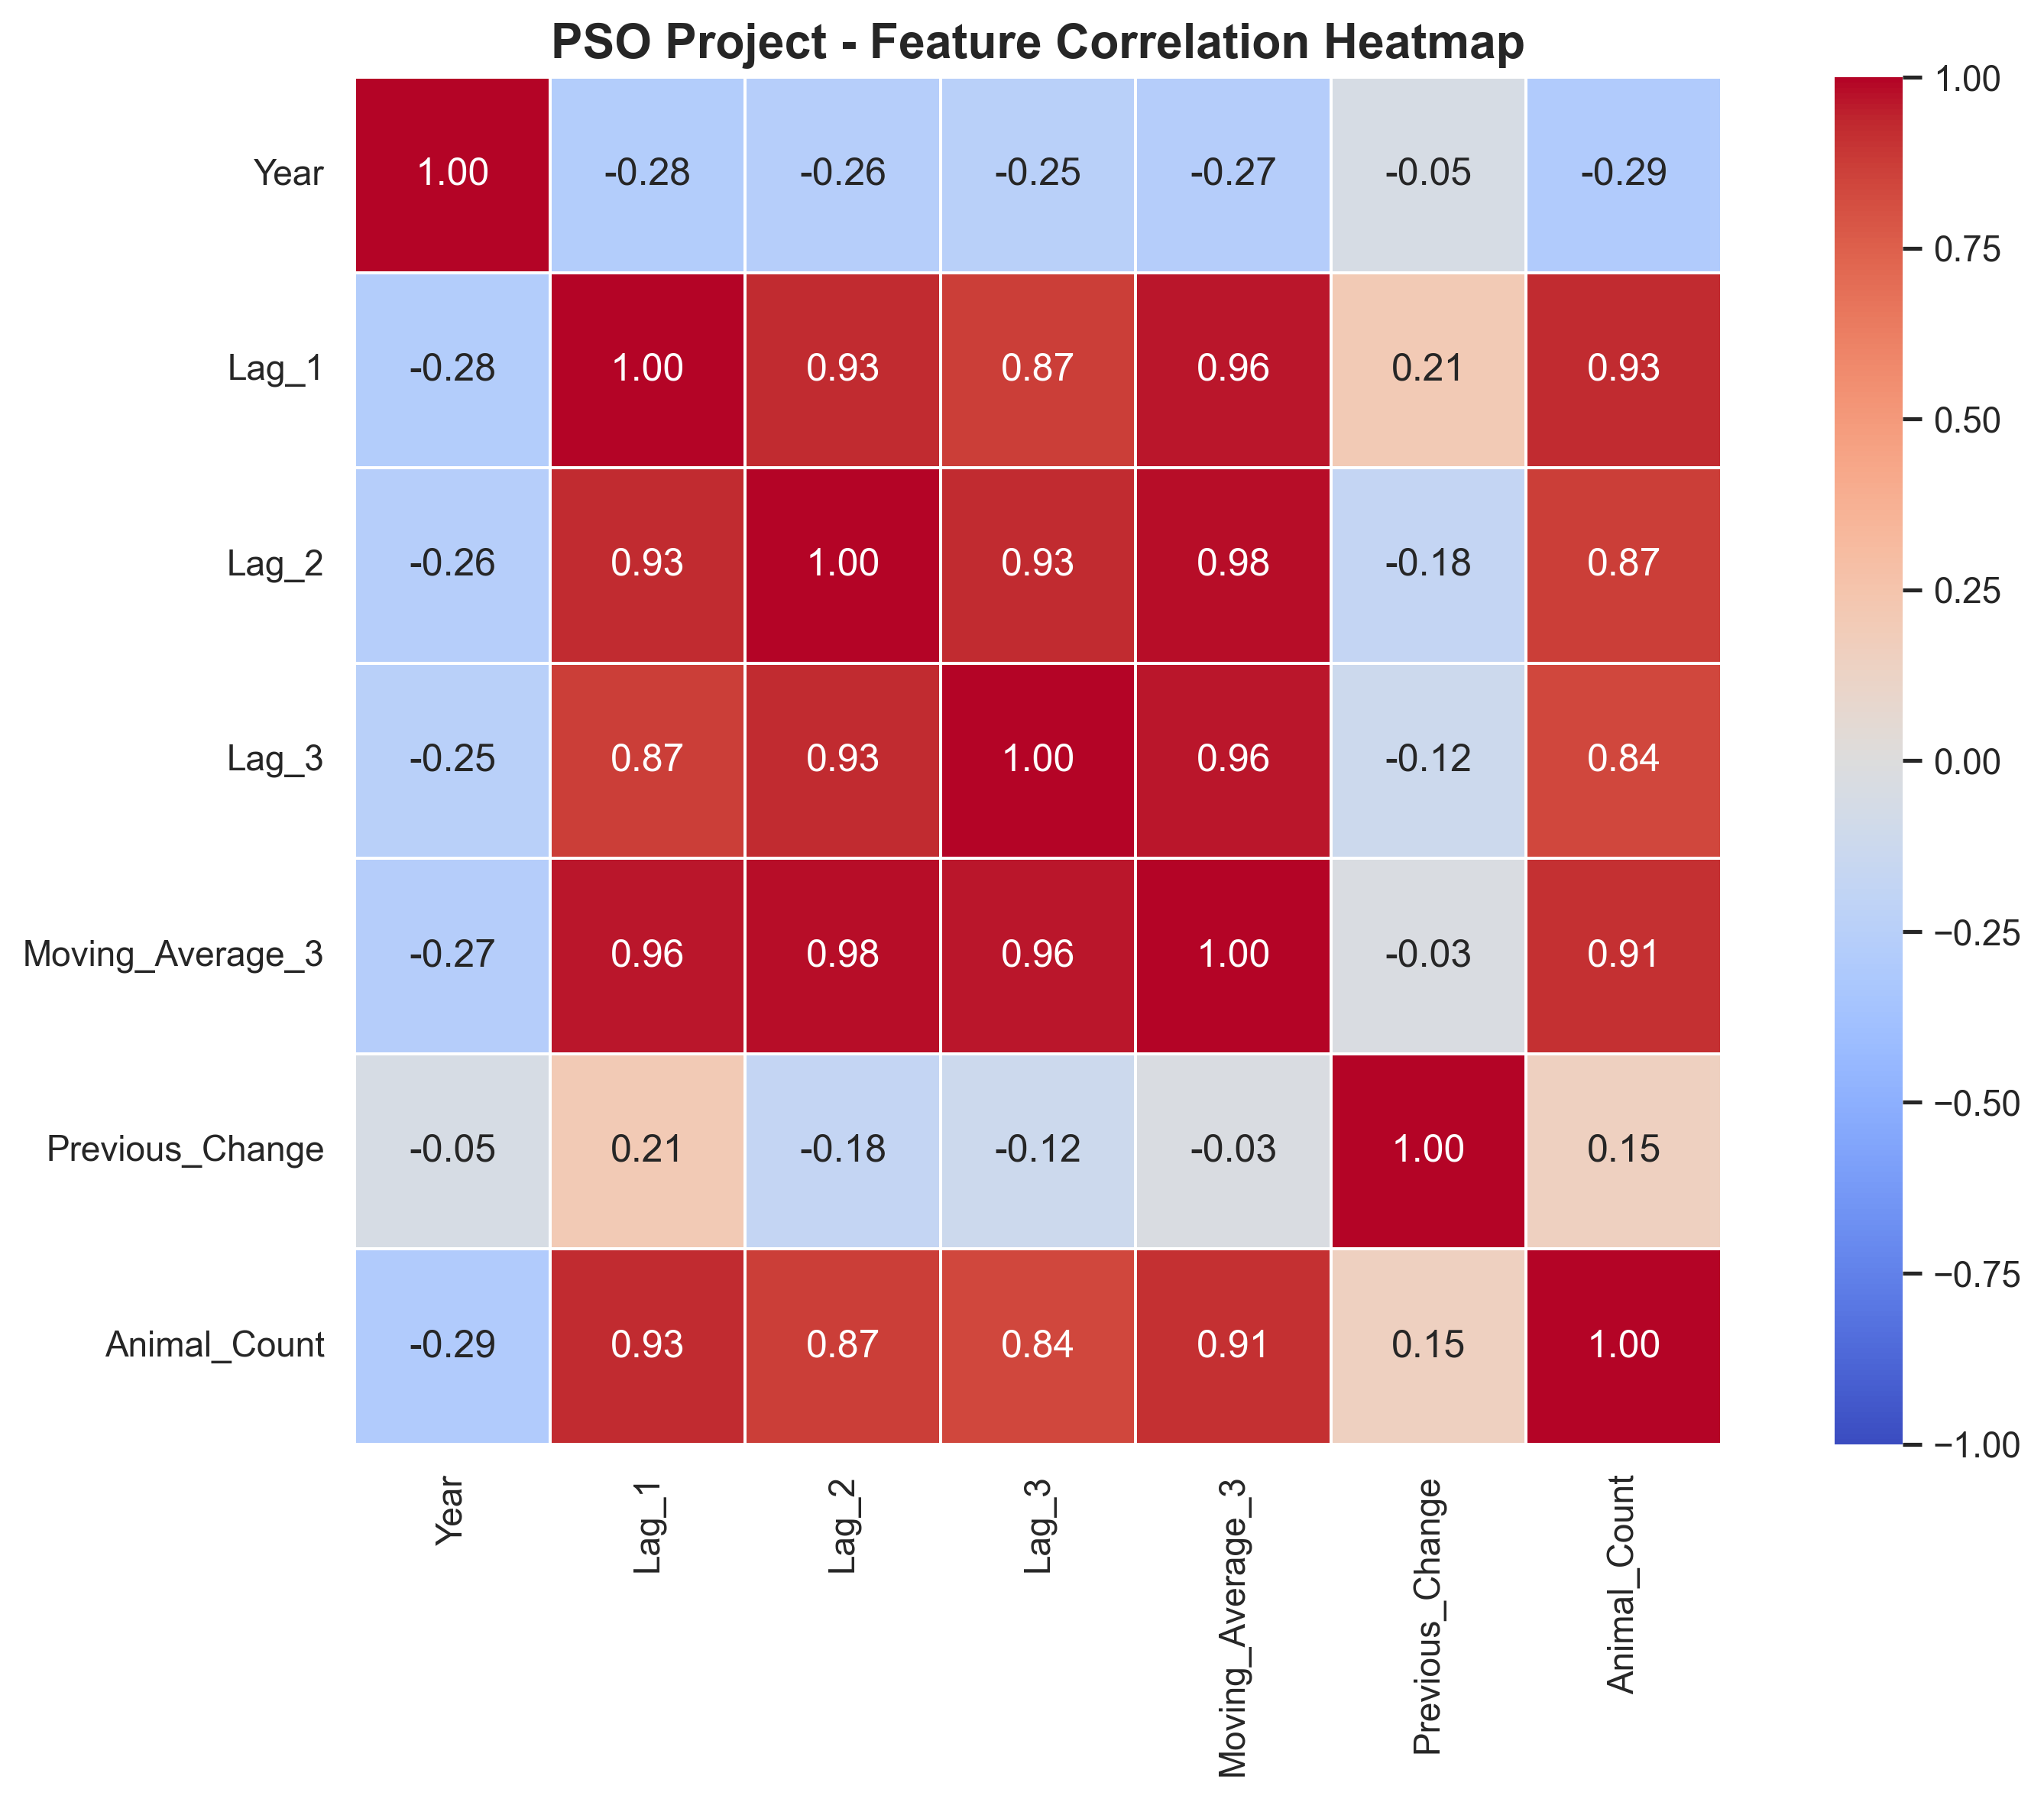 PSO Project - Feature Correlation Heatmap
Year 1.00 -0.28 -0.26 -0.25 -0.27 -0.05 -0.29
Lag_1 -0.28 1.00 0.93 0.87 0.96 0.21 0.93
Lag_2 -0.26 0.93 1.00 0.93 0.98 -0.18 0.87
Lag_3 -0.25 0.87 0.93 1.00 0.96 -0.12 0.84
Moving_Average_3 -0.27 0.96 0.98 0.96 1.00 -0.03 0.91
Previous_Change -0.05 0.21 -0.18 -0.12 -0.03 1.00 0.15
Animal_Count -0.29 0.93 0.87 0.84 0.91 0.15 1.00
Year
Lag_1
Lag_2
Lag_3
Moving_Average_3
Previous_Change
Animal_Count
1.00
0.75
0.50
0.25
0.00
−0.25
−0.50
−0.75
−1.00